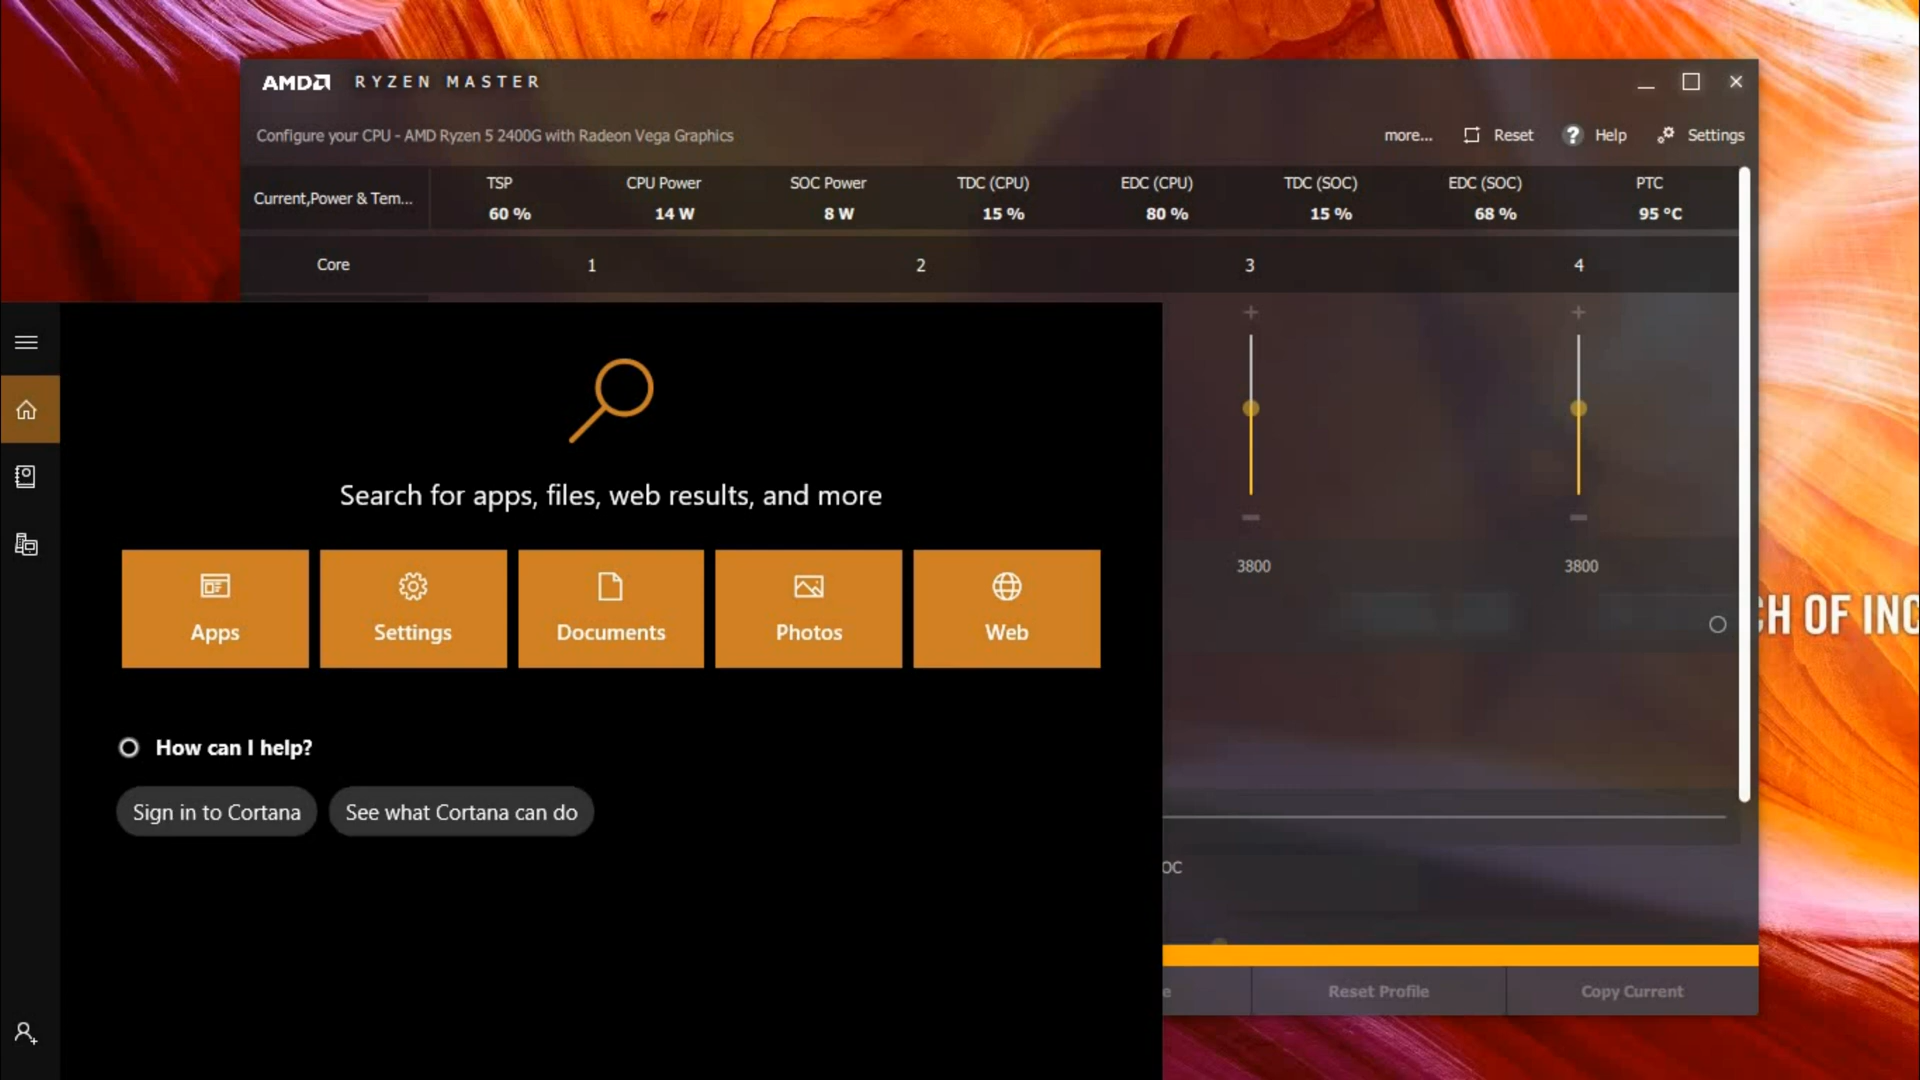 AMD RYZEN MASTER
Configure your CPU - AMD Ryzen 5 2400G with Radeon Vega Graphics
more... Reset ? Help Settings
Current,Power & Tem...
TSP CPU Power SOC Power TDC (CPU) EDC (CPU) TDC (SOC) EDC (SOC) PTC
60 % 14 W 8 W 15 % 80 % 15 % 68 % 95 °C
Core 1 2 3 4
Search for apps, files, web results, and more
Apps Settings Documents Photos Web
3800 3800
CH OF INC
How can I help?
Sign in to Cortana See what Cortana can do
OC
e Reset Profile Copy Current